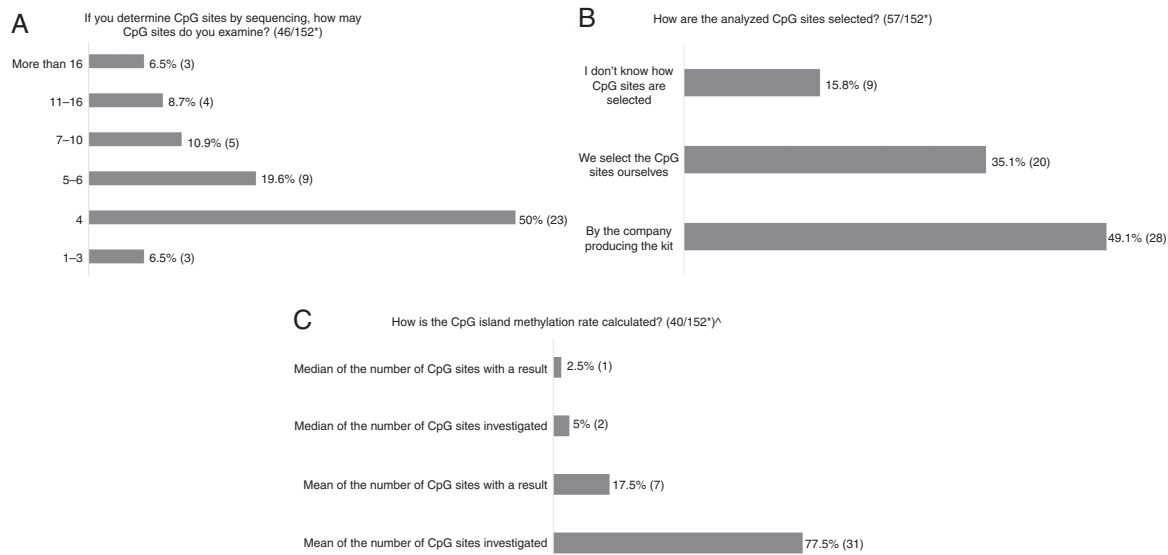 A
If you determine CpG sites by sequencing, how may
CpG sites do you examine? (46/152*)
More than 16
6.5% (3)
11–16
8.7% (4)
7–10
10.9% (5)
5–6
19.6% (9)
4
50% (23)
1–3
6.5% (3)
B
How are the analyzed CpG sites selected? (57/152*)
I don't know how
CpG sites are
selected
15.8% (9)
We select the CpG
sites ourselves
35.1% (20)
By the company
producing the kit
49.1% (28)
C
How is the CpG island methylation rate calculated? (40/152*)^
Median of the number of CpG sites with a result
2.5% (1)
Median of the number of CpG sites investigated
5% (2)
Mean of the number of CpG sites with a result
17.5% (7)
Mean of the number of CpG sites investigated
77.5% (31)